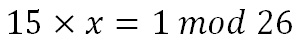 15 × x = 1 mod 26